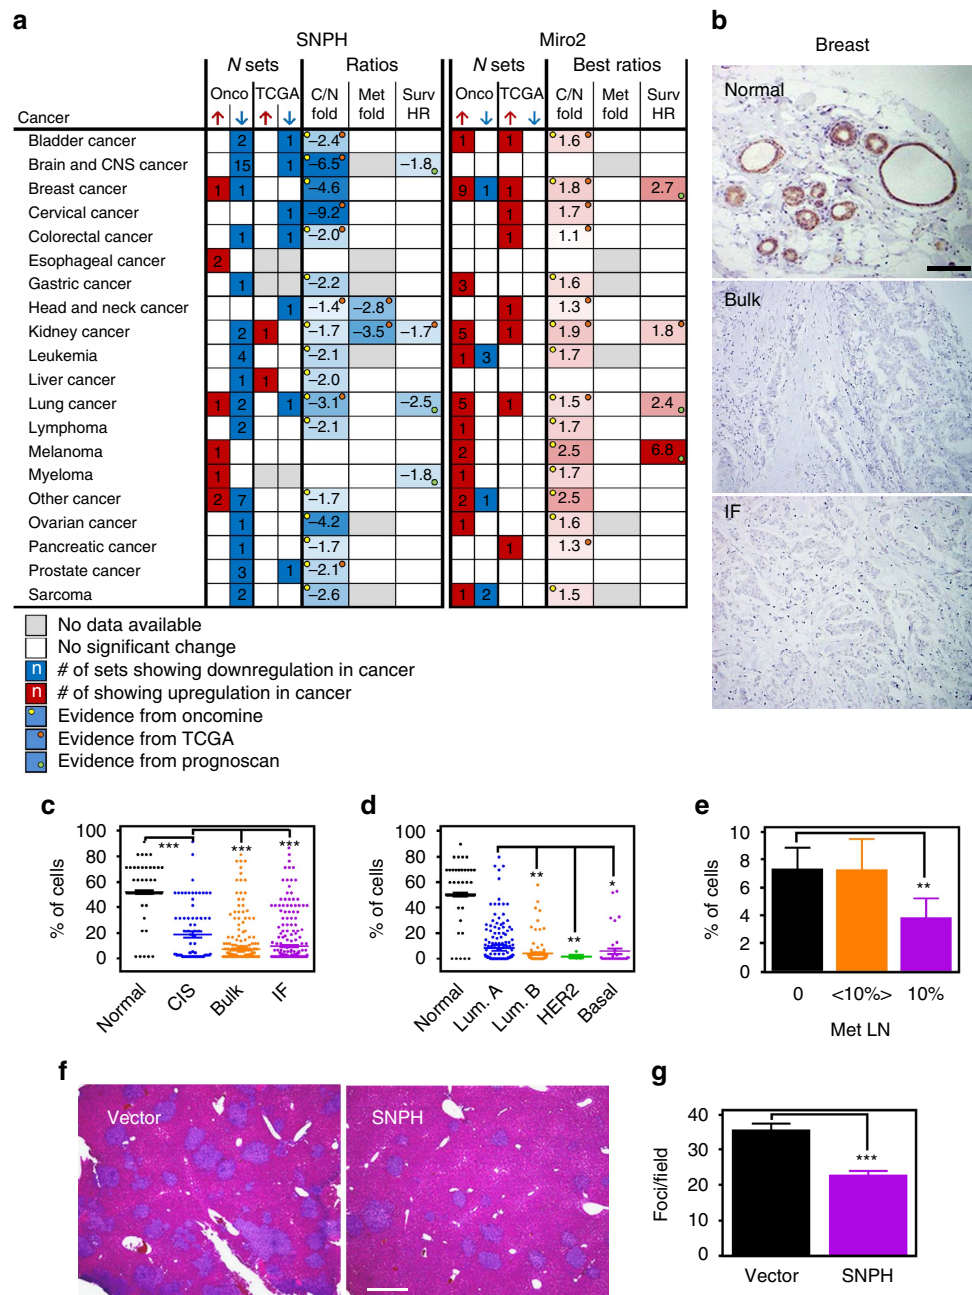 a
SNPH Miro2
N sets Ratios N sets Best ratios
Onco TCGA C/N fold Met fold Surv HR Onco TCGA C/N fold Met fold Surv HR
Cancer ↑ ↓ ↑ ↓ ↑ ↓ ↑ ↓
Bladder cancer 2 1 –2.4 1 1 1.6
Brain and CNS cancer 15 1 –6.5 –1.8
Breast cancer 1 1 –4.6 9 1 1 1.8 2.7
Cervical cancer 1 –9.2 1 1.7
Colorectal cancer 1 1 –2.0 1 1.1
Esophageal cancer 2
Gastric cancer 1 –2.2 3 1.6
Head and neck cancer 1 –1.4 –2.8 1 1.3
Kidney cancer 2 1 –1.7 –3.5 –1.7 5 1 1.9 1.8
Leukemia 4 –2.1 1 3 1.7
Liver cancer 1 1 –2.0
Lung cancer 1 2 1 –3.1 –2.5 5 1 1.5 2.4
Lymphoma 2 –2.1 1 1.7
Melanoma 1 2 2.5 6.8
Myeloma 1 –1.8 1 1.7
Other cancer 2 7 –1.7 2 1 2.5
Ovarian cancer 1 –4.2 1 1.6
Pancreatic cancer 1 –1.7 1 1.3
Prostate cancer 3 1 –2.1
Sarcoma 2 –2.6 1 2 1.5
No data available
No significant change
n # of sets showing downregulation in cancer
n # of showing upregulation in cancer
Evidence from oncomine
Evidence from TCGA
Evidence from prognoscan
b
Breast
Normal
Bulk
IF
c
% of cells
100
80
60
40
20
0
*** *** ***
Normal CIS Bulk IF
d
% of cells
100
80
60
40
20
0
** ** *
Normal Lum. A Lum. B HER2 Basal
e
% of cells
10
8
6
4
2
0
**
0 <10%> 10%
Met LN
f
Vector SNPH
g
Foci/field
40
30
20
10
0
***
Vector SNPH